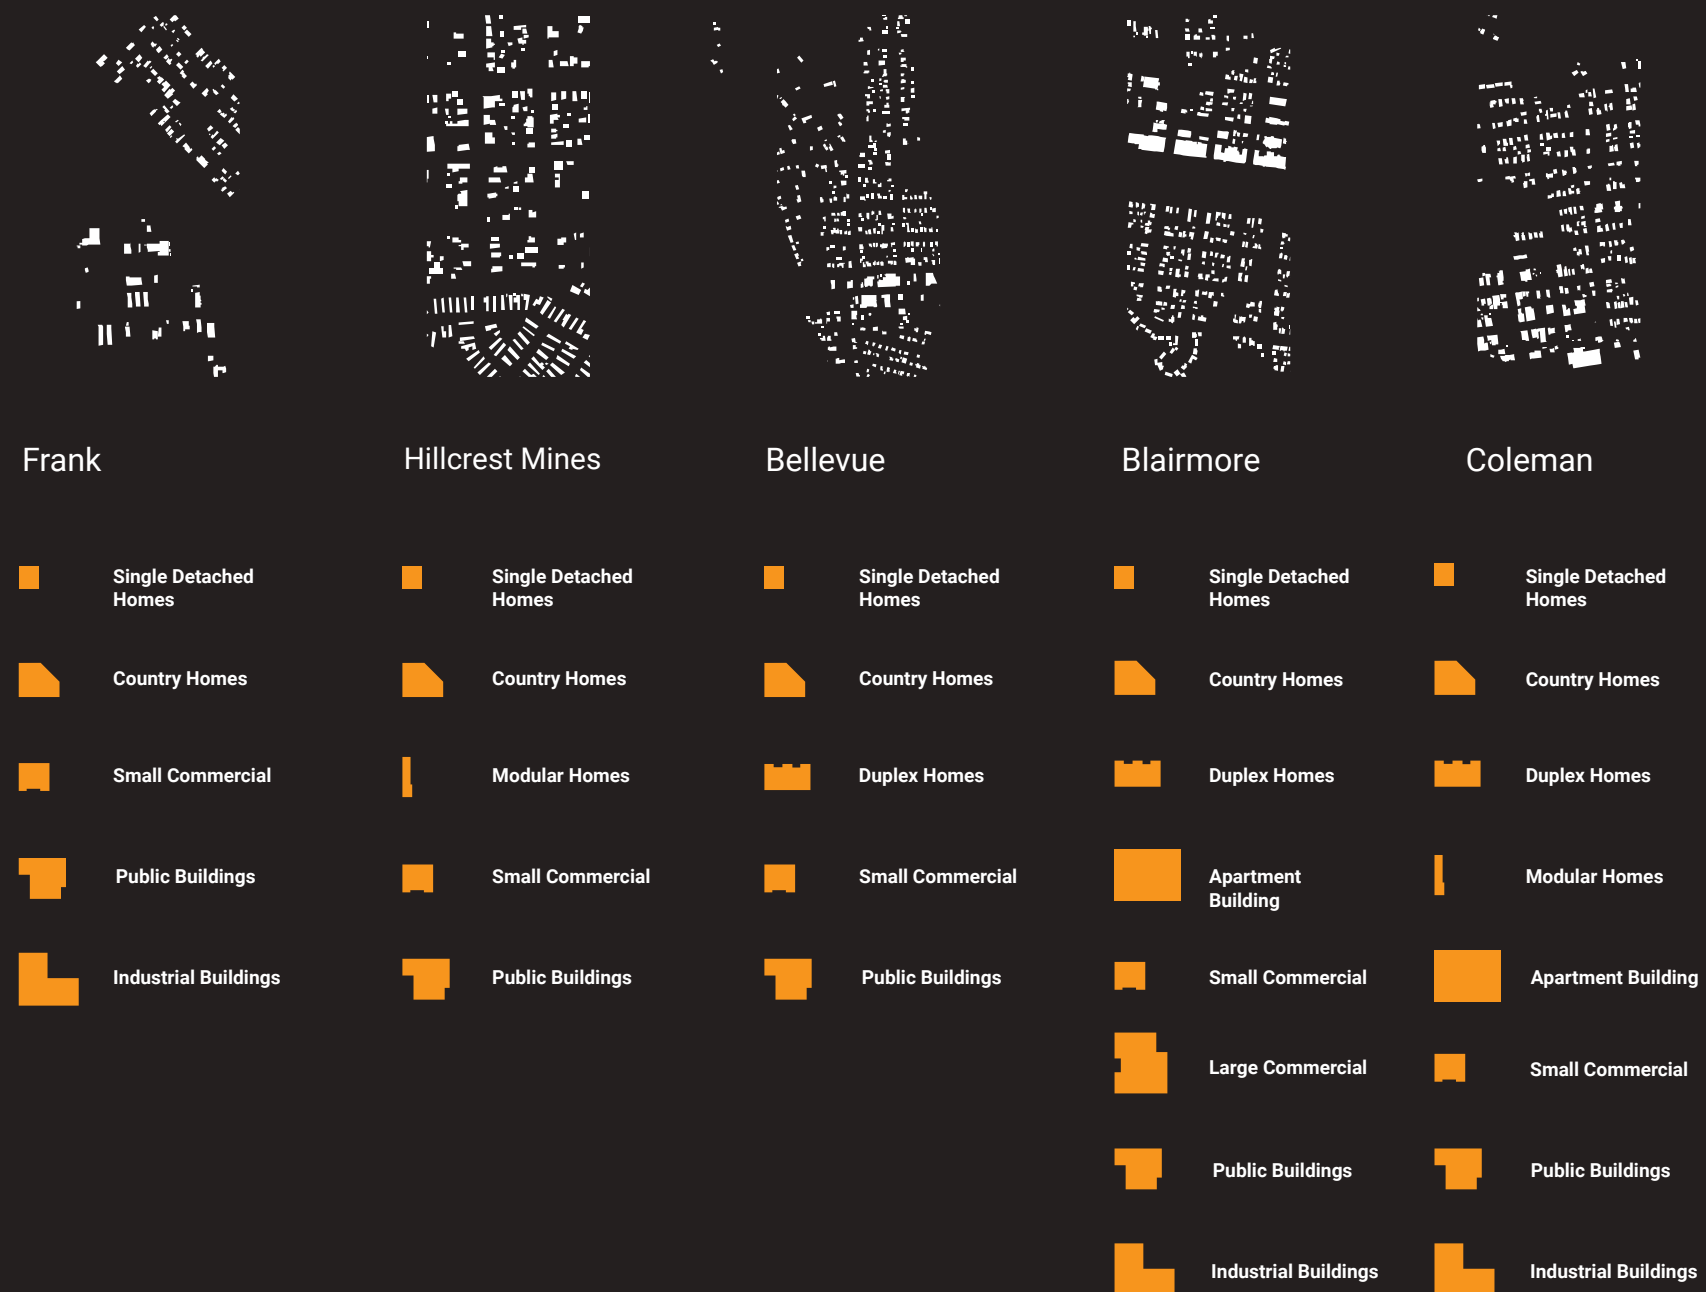 Frank
Single Detached
Homes
Country Homes
Small Commercial
Public Buildings
Industrial Buildings
Hillcrest Mines
Single Detached
Homes
Country Homes
Modular Homes
Small Commercial
Public Buildings
Bellevue
Single Detached
Homes
Country Homes
Duplex Homes
Small Commercial
Public Buildings
Blairmore
Single Detached
Homes
Country Homes
Duplex Homes
Apartment
Building
Small Commercial
Large Commercial
Public Buildings
Industrial Buildings
Coleman
Single Detached
Homes
Country Homes
Duplex Homes
Modular Homes
Apartment Building
Small Commercial
Public Buildings
Industrial Buildings